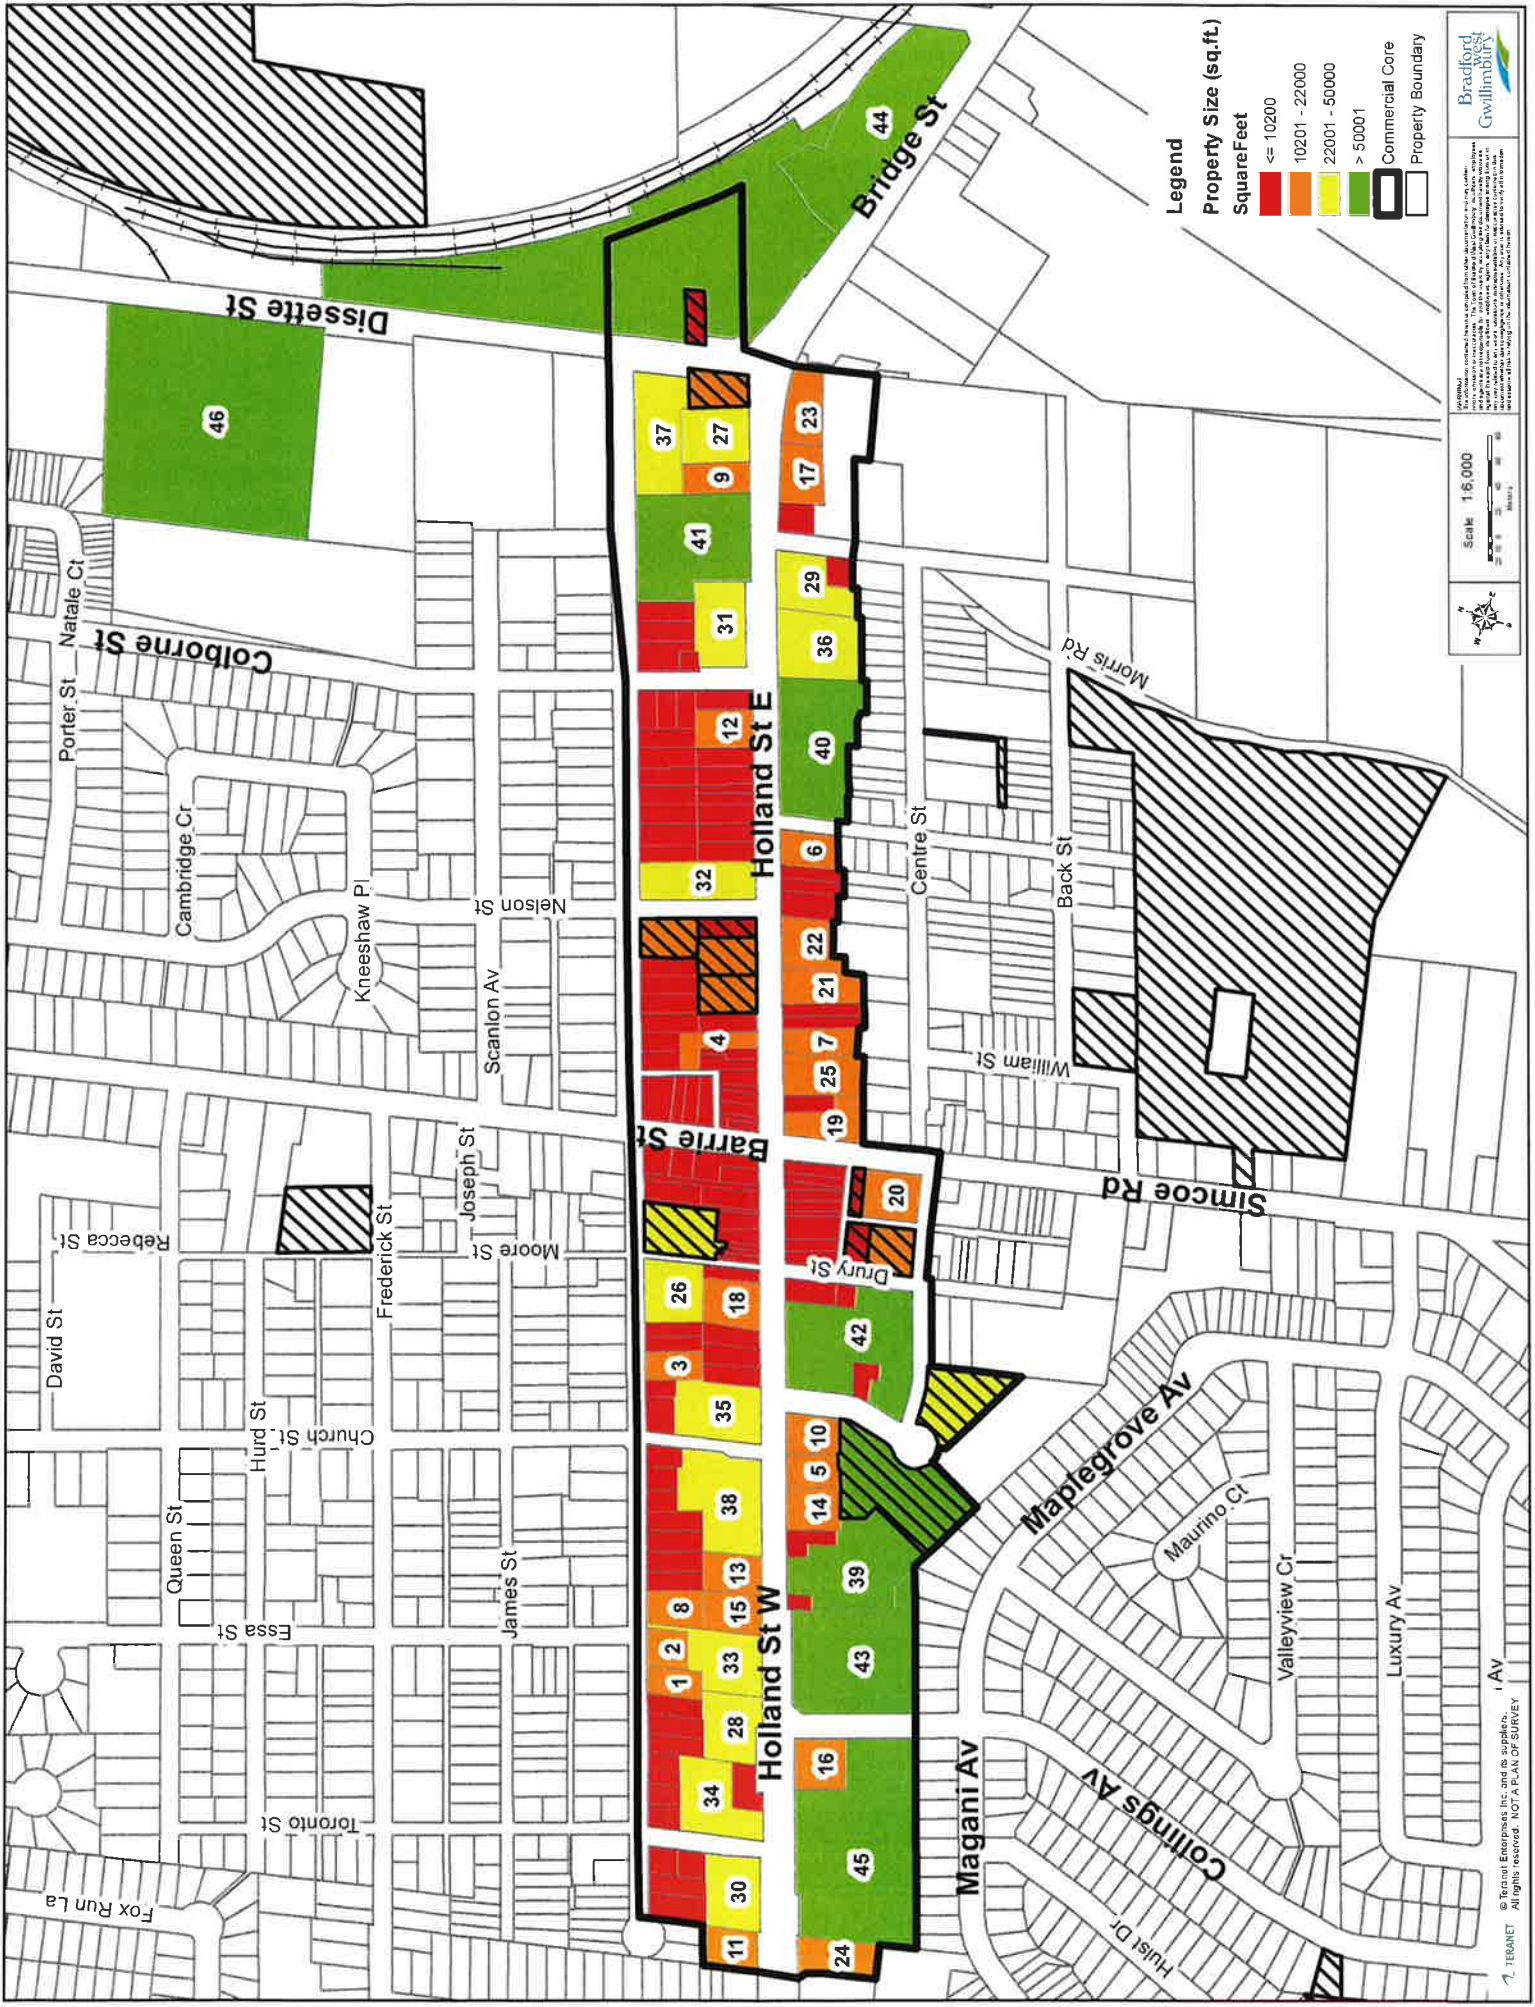 Fox Run La
Toronto St
Essa St
Queen St
James St
Hurd St
Church St
David St
Rebecca St
Frederick St
Joseph St
Moore St
Scanlon Av
Kneeshaw Pl
Cambridge Cr
Nelson St
Porter St
Natale Ct
Colborne St
Dissette St
Bridge St
Barrie St
Holland St W
Holland St E
Drury St
Simcoe Rd
William St
Centre St
Back St
Morris Rd
Magani Av
Collings Av
Hulst Dr
Maplegrove Av
Maurino Ct
Valleyview Cr
Luxury Av
Av
11
30
34
28
1
2
33
8
15
13
38
35
3
26
18
4
32
12
31
41
9
27
37
46
44
24
45
16
43
39
14
5
10
42
20
19
25
7
21
22
6
40
36
29
17
23
Legend
Property Size (sq.ft.)
SquareFeet
<= 10200
10201 - 22000
22001 - 50000
> 50001
Commercial Core
Property Boundary
Scale 1:6,000
Meters
N
E
S
W
WARNING!
Bradford
West
Gwillimbury
TERANET
© Teranet Enterprises Inc. and its suppliers.
All rights reserved. NOT A PLAN OF SURVEY